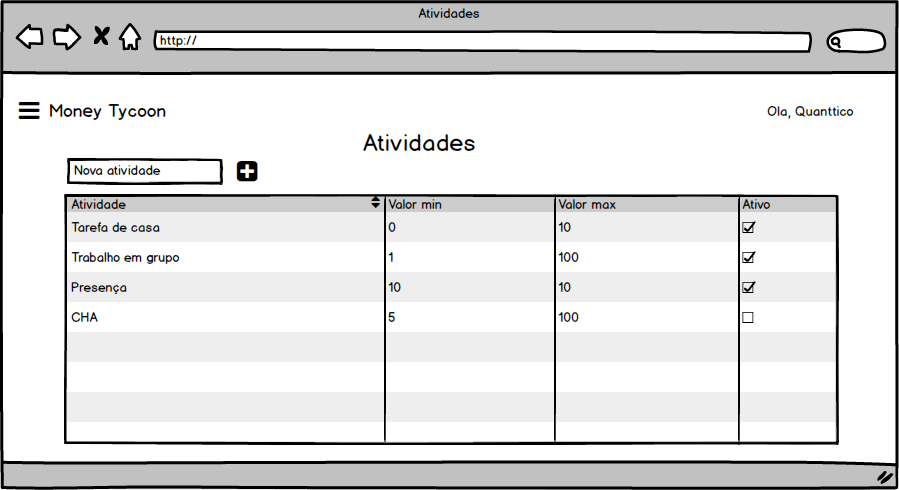 Atividades
http://
Money Tycoon
Ola, Quanttico
Atividades
Nova atividade
Atividade Valor min Valor max Ativo
Tarefa de casa 0 10
Trabalho em grupo 1 100
Presença 10 10
CHA 5 100